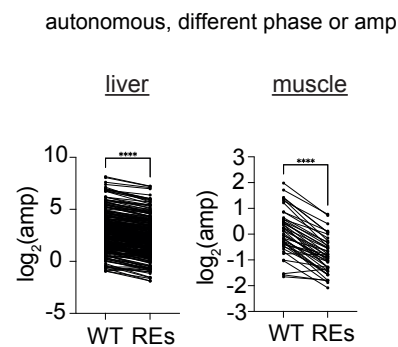 autonomous, different phase or amp
liver
muscle
****
****
log2(amp)
10
5
0
-5
WT REs
log2(amp)
3
2
1
0
-1
-2
-3
WT REs